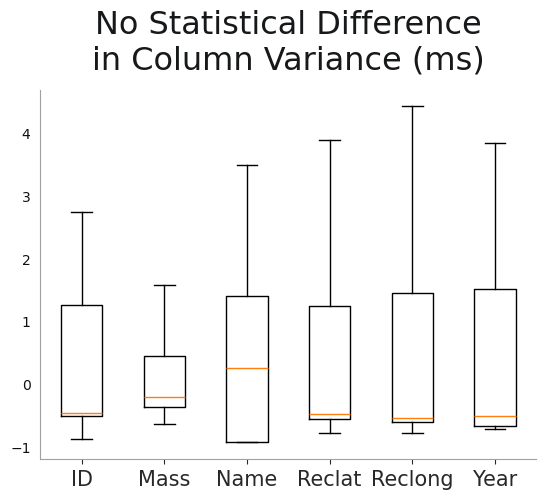 No Statistical Difference
in Column Variance (ms)
4
3
2
1
0
−1
ID Mass Name Reclat Reclong Year